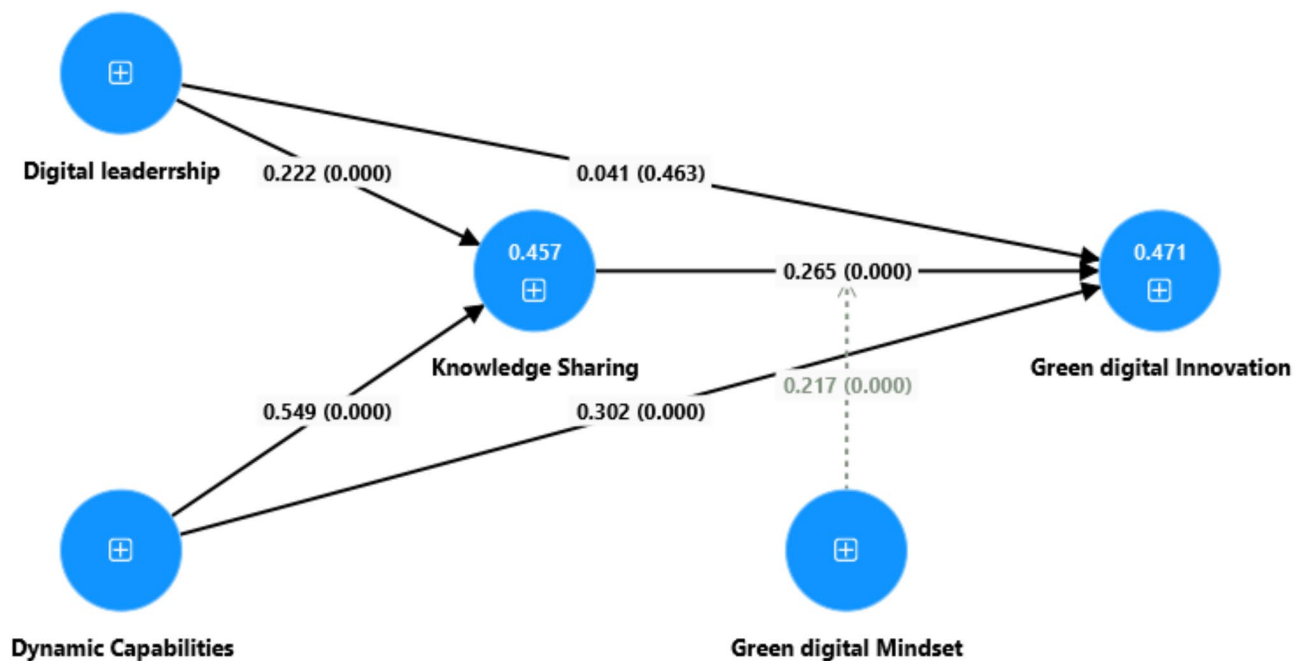 Digital leaderrship
0.222 (0.000)
0.041 (0.463)
0.457
0.471
0.265 (0.000)
Knowledge Sharing
Green digital Innovation
0.217 (0.000)
0.549 (0.000)
0.302 (0.000)
Dynamic Capabilities
Green digital Mindset